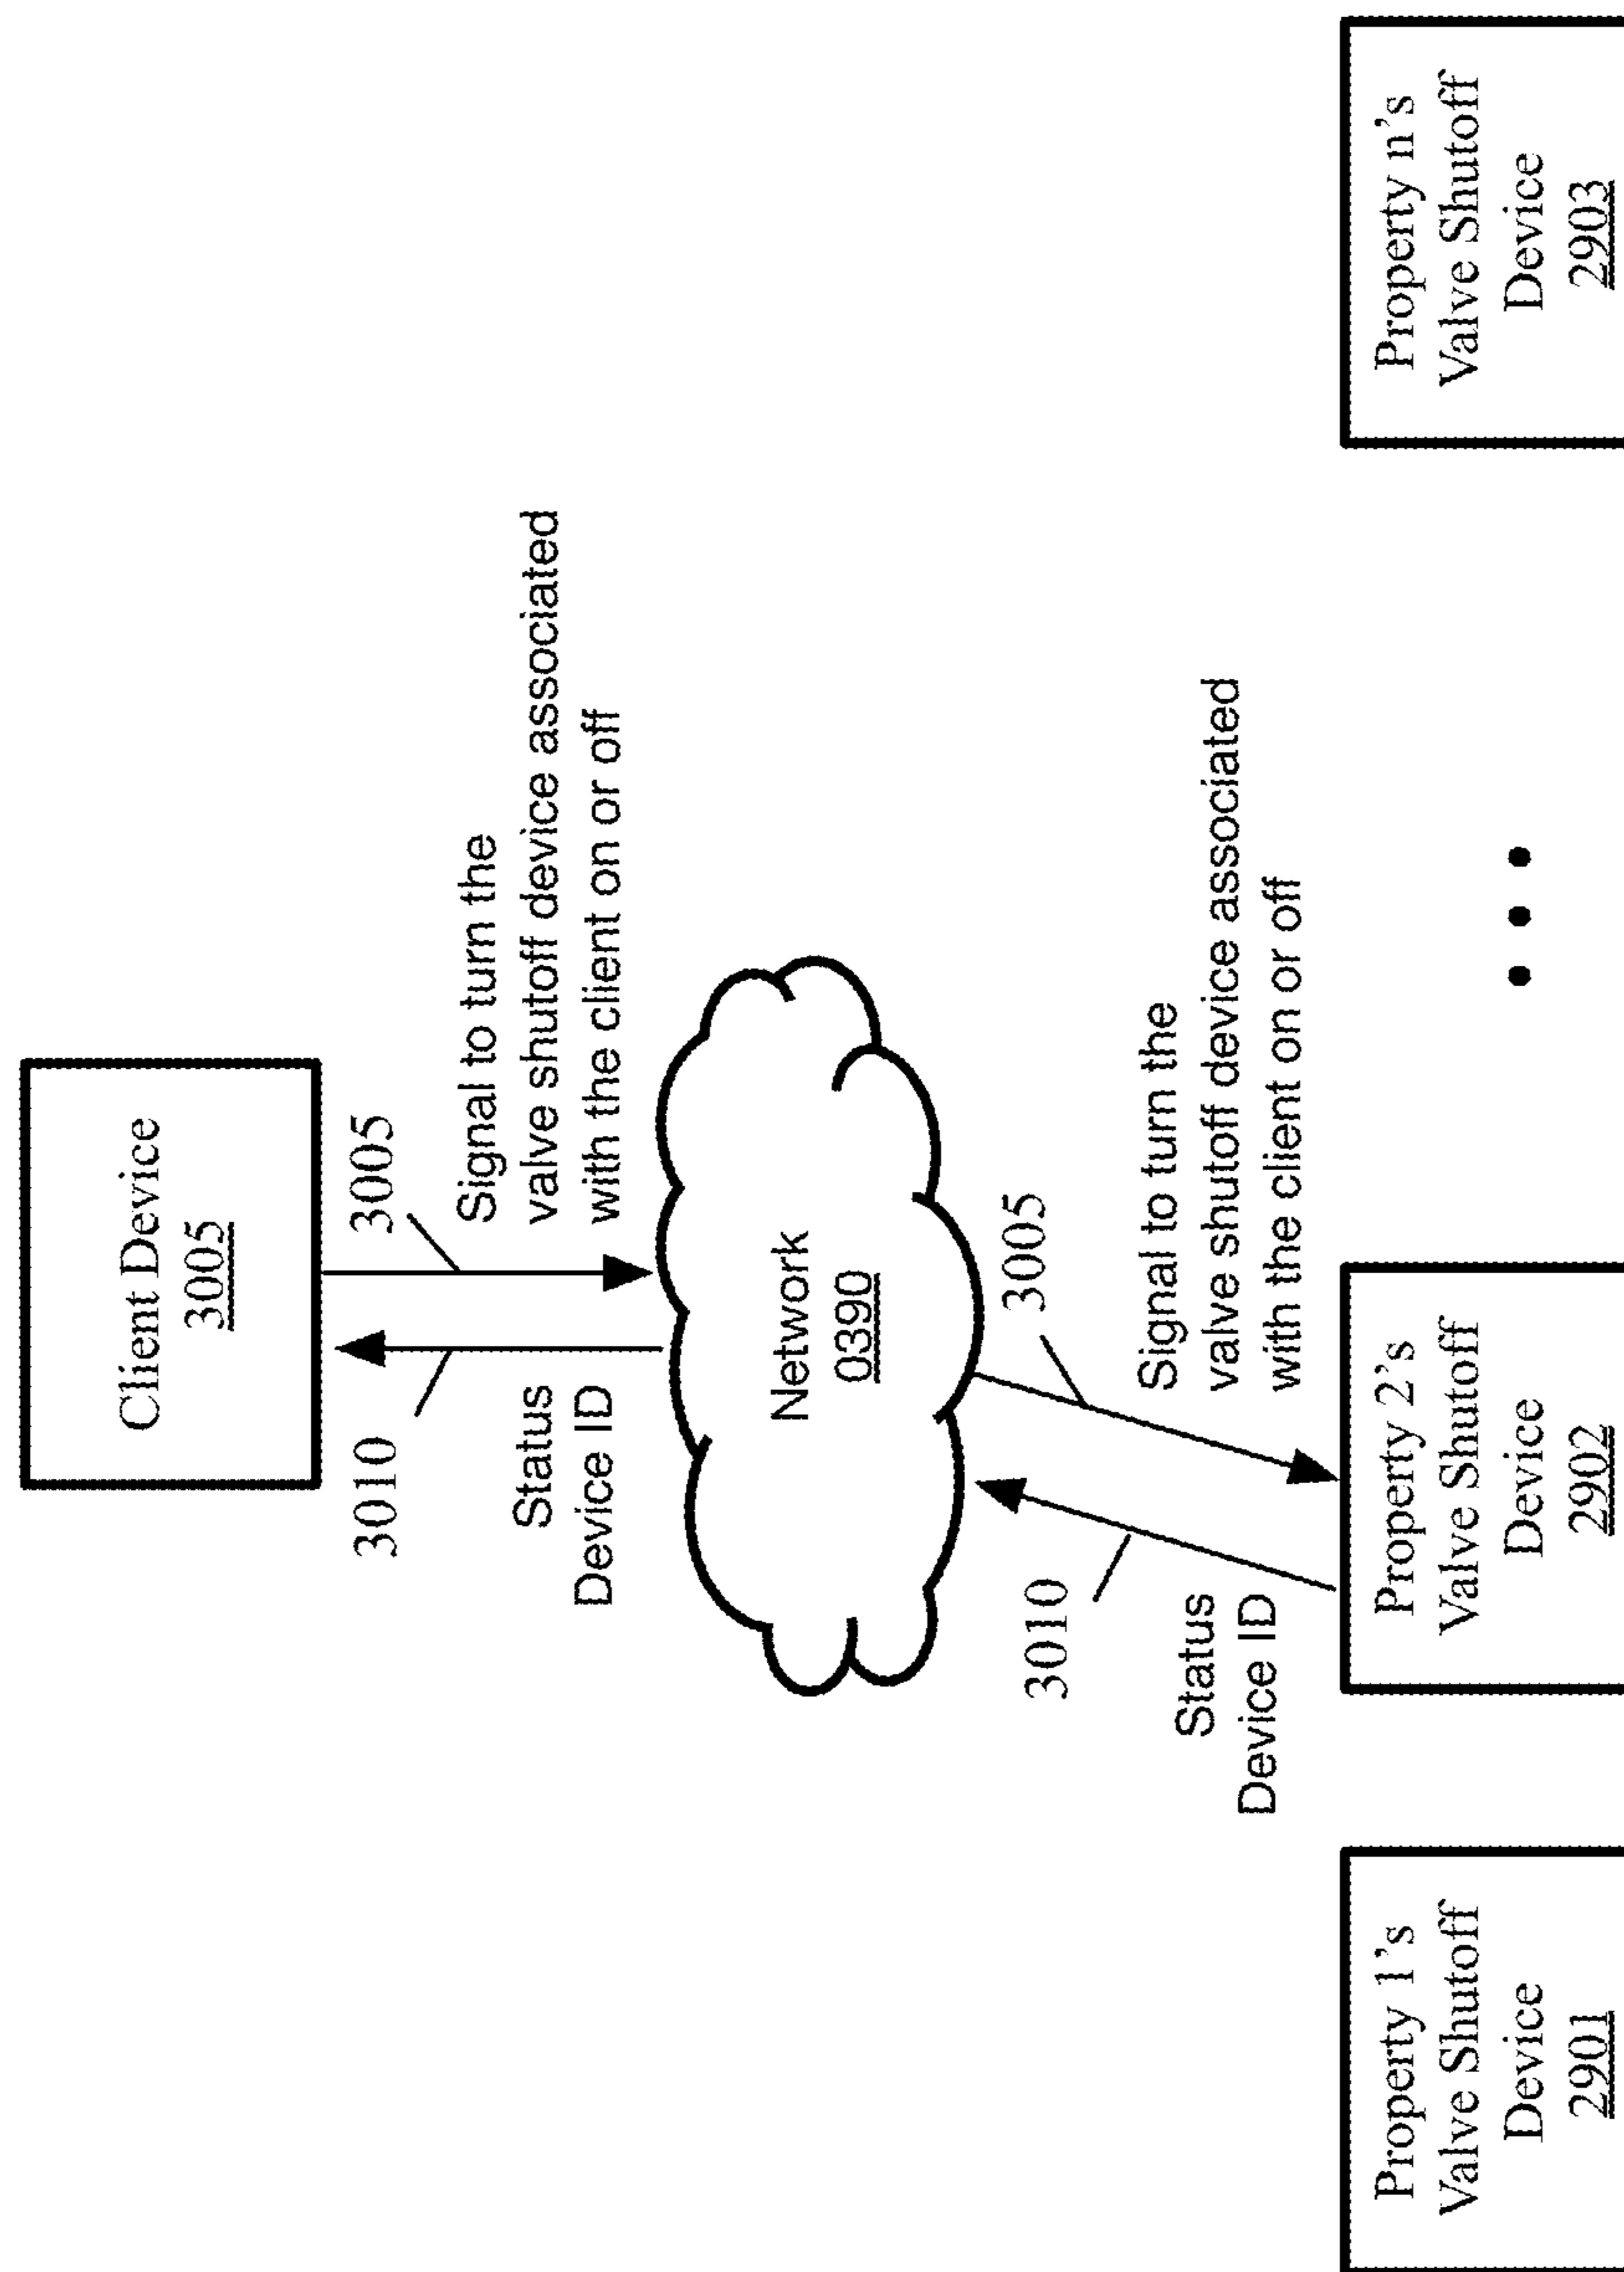 Client Device
3005
3010
3005
Status
Device ID
Signal to turn the
valve shutoff device associated
with the client on or off
Network
0390
3010
3005
Status
Device ID
Signal to turn the
valve shutoff device associated
with the client on or off
Property 1's
Valve Shutoff
Device
2901
Property 2's
Valve Shutoff
Device
2902
Property n's
Valve Shutoff
Device
2903